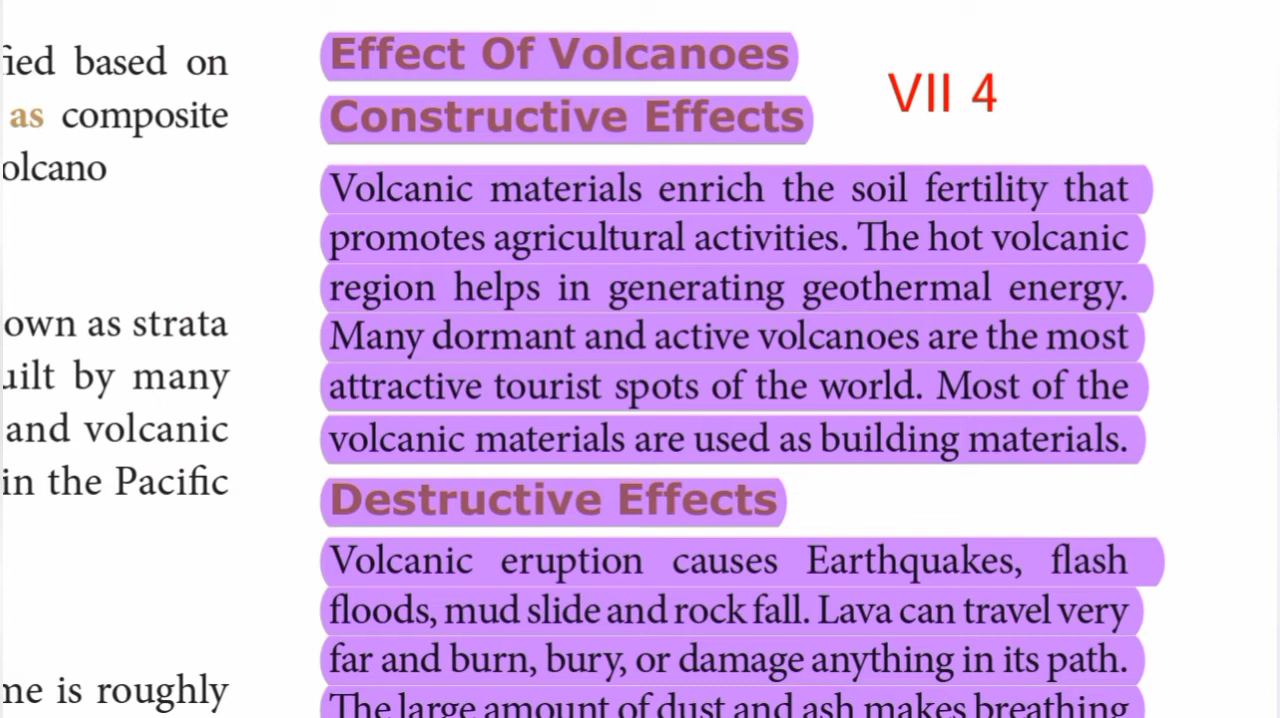 fied based on
as composite
olcano
own as strata
uilt by many
and volcanic
in the Pacific
me is roughly
Effect Of Volcanoes
VII 4
Constructive Effects
Volcanic materials enrich the soil fertility that
promotes agricultural activities. The hot volcanic
region helps in generating geothermal energy.
Many dormant and active volcanoes are the most
attractive tourist spots of the world. Most of the
volcanic materials are used as building materials.
Destructive Effects
Volcanic eruption causes Earthquakes, flash
floods, mud slide and rock fall. Lava can travel very
far and burn, bury, or damage anything in its path.
The large amount of dust and ash makes breathing